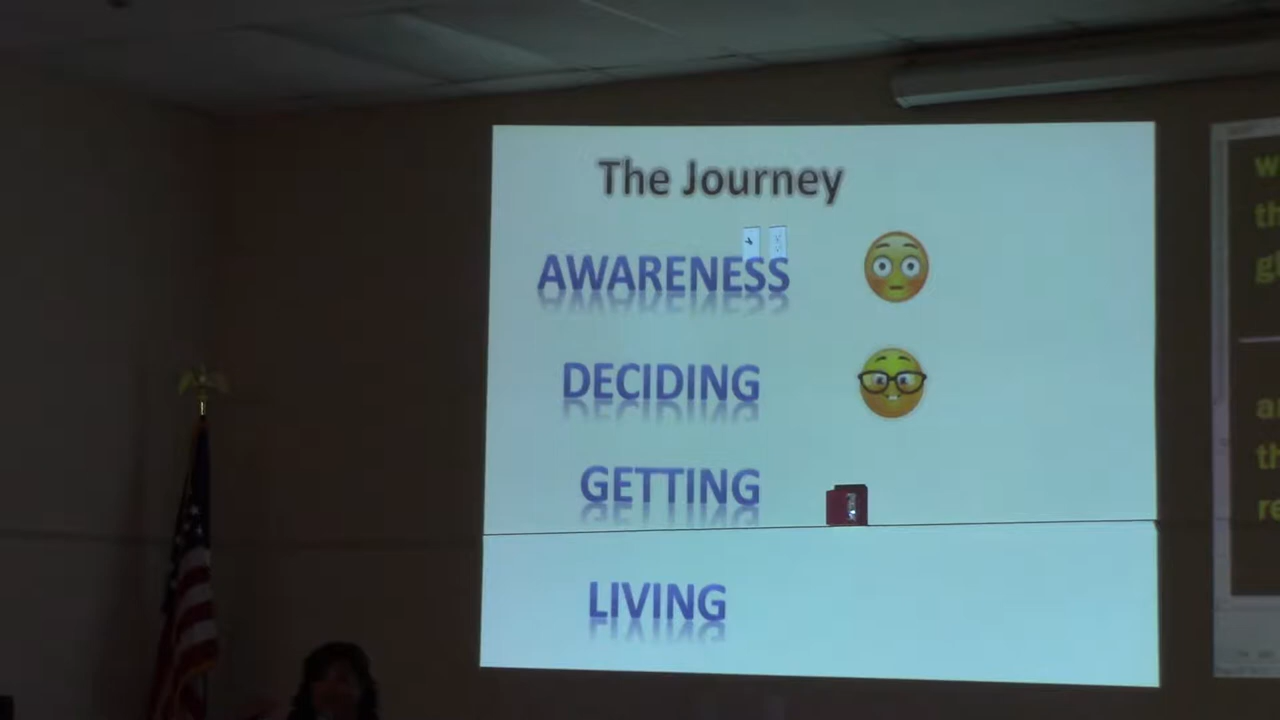 The Journey
AWARENESS
DECIDING
GETTING
LIVING